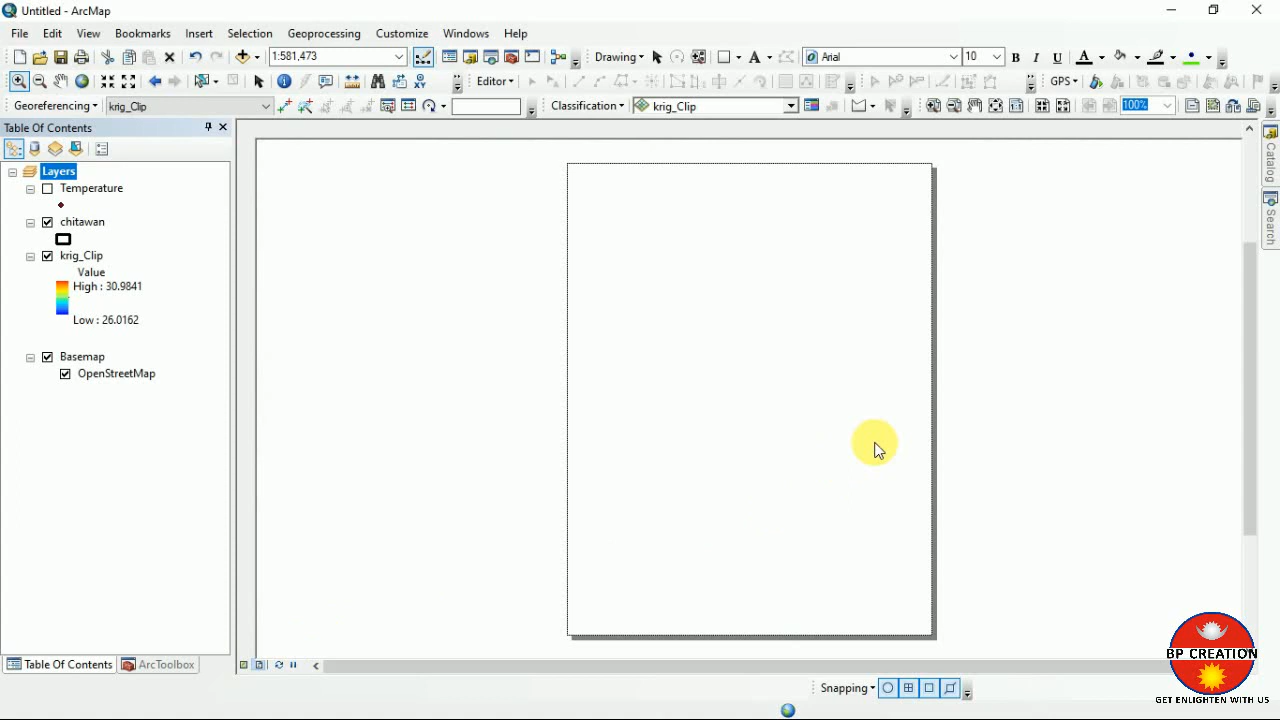 Untitled - ArcMap
File Edit View Bookmarks Insert Selection Geoprocessing Customize Windows Help
1:581,473 Drawing Arial 10 B I U A
Editor GPS
Georeferencing krig_Clip Classification krig_Clip 100%
Table Of Contents
Layers
Temperature
chitawan
krig_Clip
Value
High : 30.9841
Low : 26.0162
Basemap
OpenStreetMap
Catalog
Search
Table Of Contents ArcToolbox
Snapping
BP CREATION
GET ENLIGHTEN WITH US